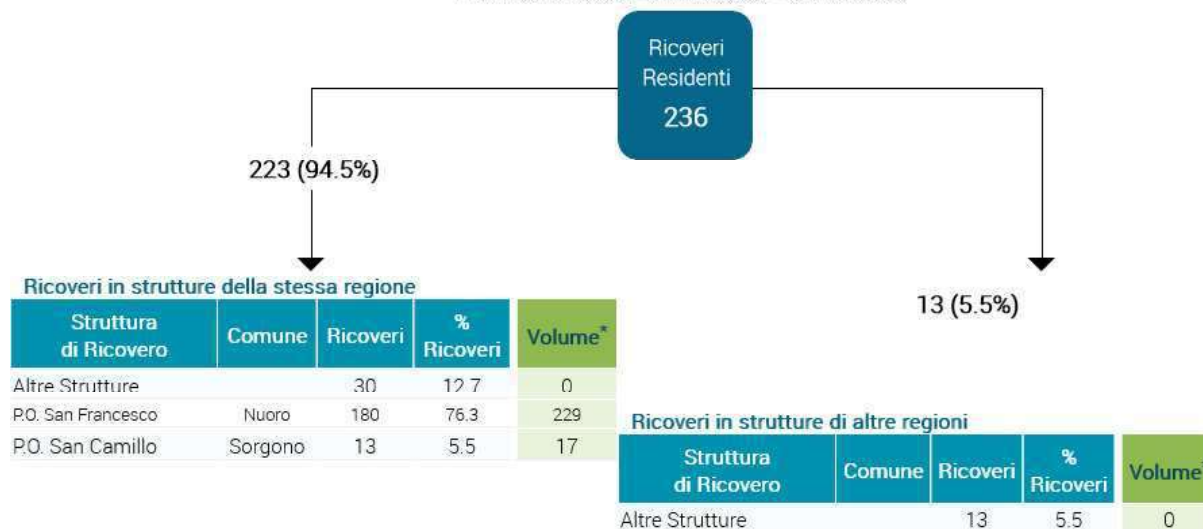 Ricoveri
Residenti
236
223 (94.5%)
13 (5.5%)
Ricoveri in strutture della stessa regione
Struttura di Ricovero Comune Ricoveri % Ricoveri Volume*
Altre Strutture 30 12.7 0
P.O. San Francesco Nuoro 180 76.3 229
P.O. San Camillo Sorgono 13 5.5 17
Ricoveri in strutture di altre regioni
Struttura di Ricovero Comune Ricoveri % Ricoveri Volume
Altre Strutture 13 5.5 0